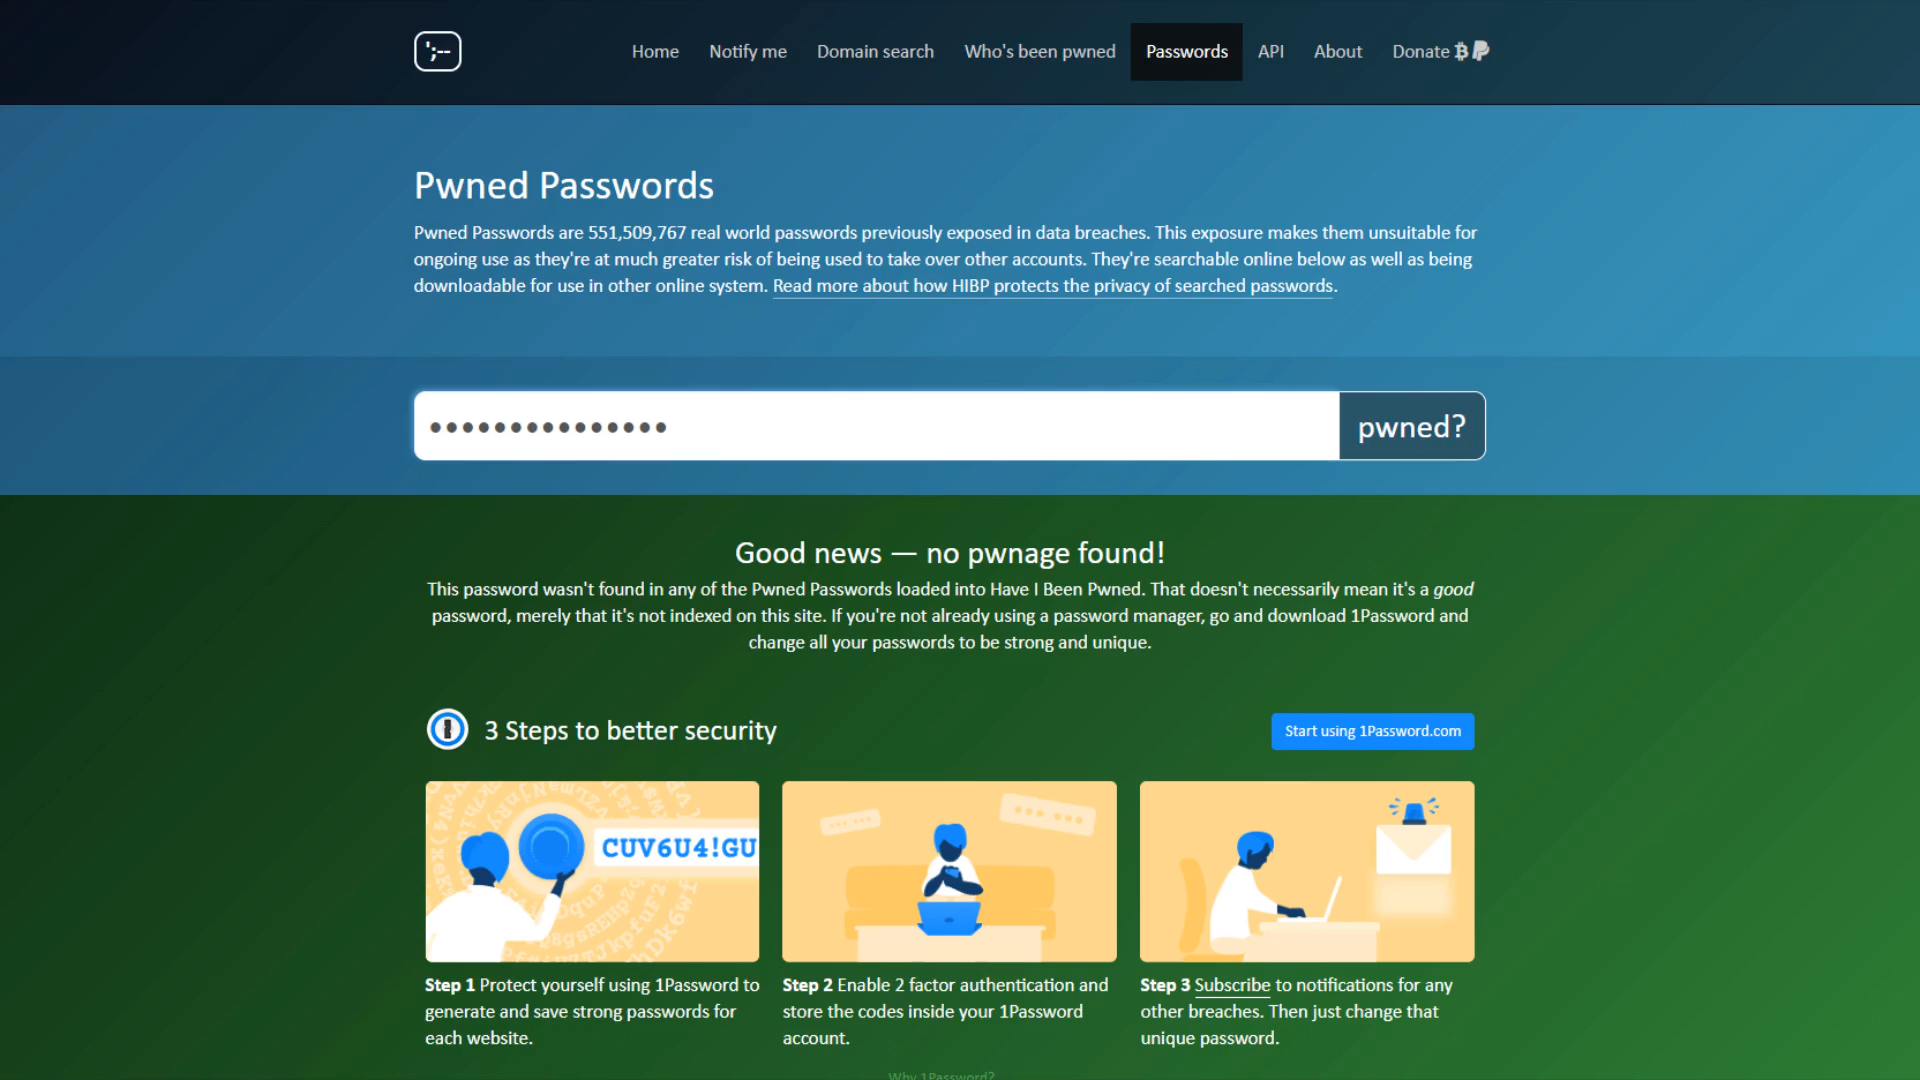 ';--
Home Notify me Domain search Who's been pwned Passwords API About Donate
Pwned Passwords
Pwned Passwords are 551,509,767 real world passwords previously exposed in data breaches. This exposure makes them unsuitable for
ongoing use as they're at much greater risk of being used to take over other accounts. They're searchable online below as well as being
downloadable for use in other online system. Read more about how HIBP protects the privacy of searched passwords.
pwned?
Good news — no pwnage found!
This password wasn't found in any of the Pwned Passwords loaded into Have I Been Pwned. That doesn't necessarily mean it's a good
password, merely that it's not indexed on this site. If you're not already using a password manager, go and download 1Password and
change all your passwords to be strong and unique.
3 Steps to better security
Start using 1Password.com
CUV6U4!GU
Step 1 Protect yourself using 1Password to
generate and save strong passwords for
each website.
Step 2 Enable 2 factor authentication and
store the codes inside your 1Password
account.
Step 3 Subscribe to notifications for any
other breaches. Then just change that
unique password.
Why 1Password?